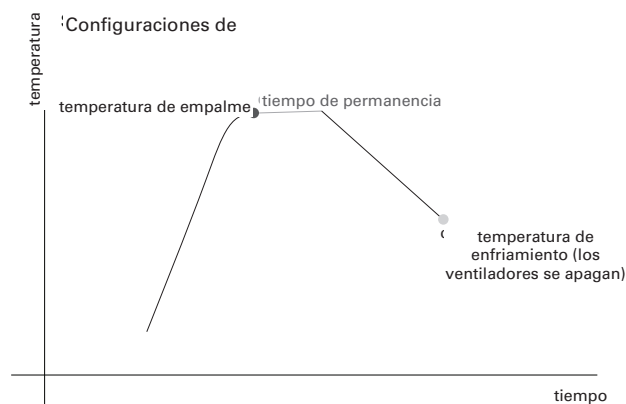 Configuraciones de
temperatura
temperatura de empalme
tiempo de permanencia
temperatura de
enfriamiento (los
ventiladores se apagan)
tiempo